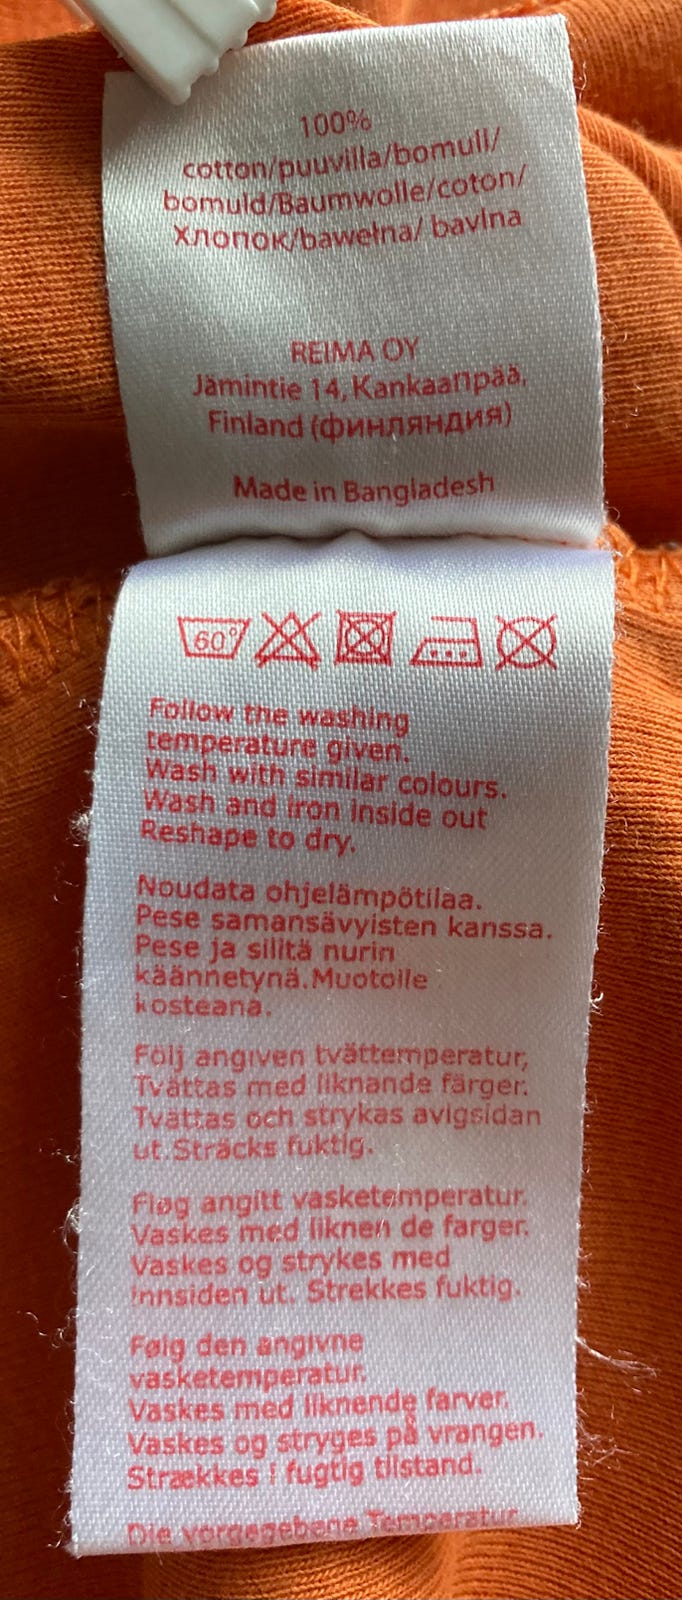 100%
cotton/puuvilla/bomull/
bomuld/Baumwolle/coton/
Хлопок/bawełna/ bavlna
REIMA OY
Jämintie 14, Kankaanпpää,
Finland (финляндия)
Made in Bangladesh
60°
Follow the washing
temperature given.
Wash with similar colours.
Wash and iron inside out
Reshape to dry.
Noudata ohjelämpötilaa.
Pese samansävyisten kanssa.
Pese ja silitä nurin
käännetynä.Muotoile
kosteana.
Följ angiven tvättemperatur,
Tvättas med liknande färger.
Tvättas och strykas avigsidan
ut.Sträcks fuktig.
Fløg angitt vasketemperatur.
Vaskes med liknen de farger.
Vaskes og strykes med
innsiden ut. Strekkes fuktig.
Følg den angivne
vasketemperatur.
Vaskes med liknende farver.
Vaskes og stryges på vrangen.
Strækkes i fugtig tilstand.
Die vorgegebene Temperatur